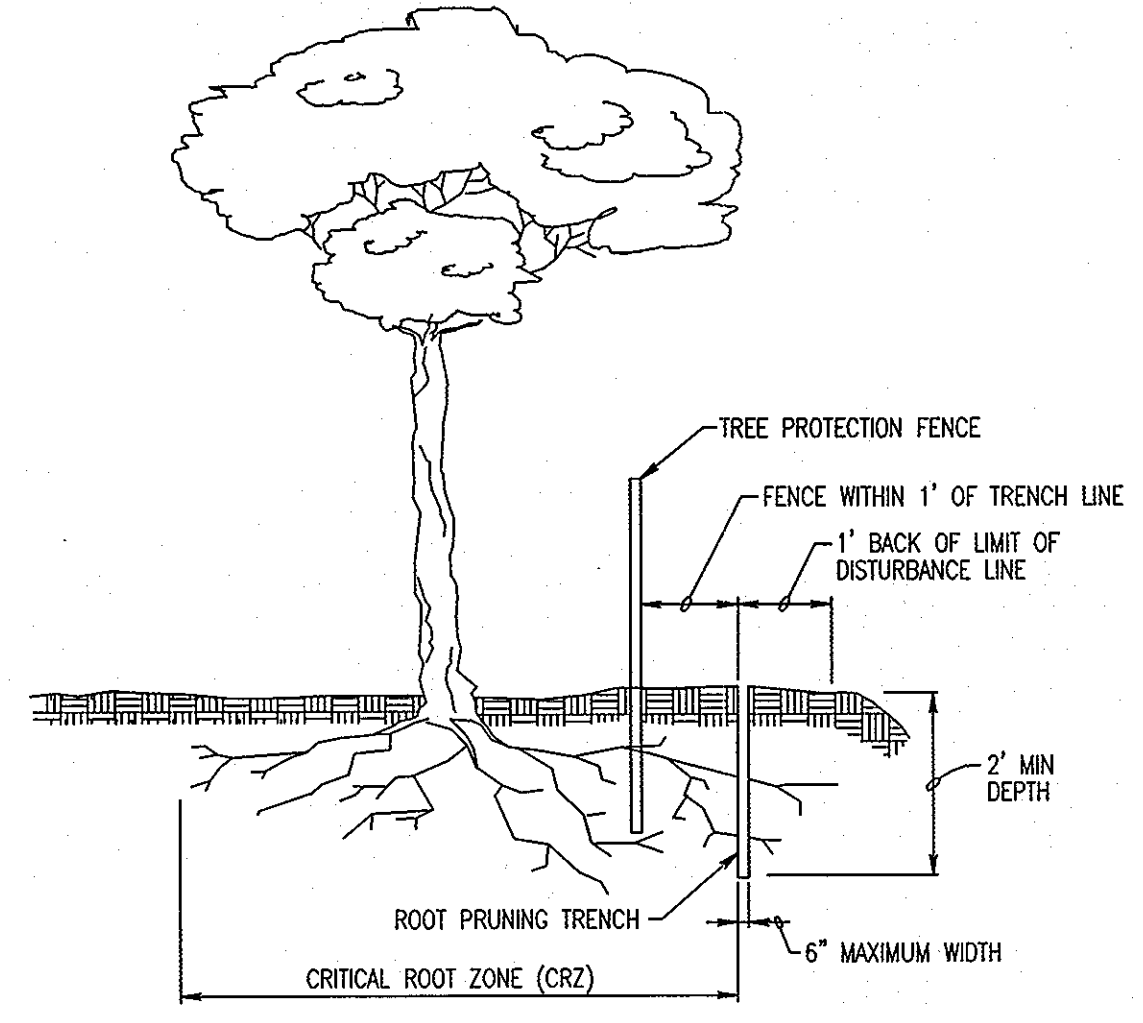 TREE PROTECTION FENCE
FENCE WITHIN 1' OF TRENCH LINE
1' BACK OF LIMIT OF
DISTURBANCE LINE
2' MIN
DEPTH
ROOT PRUNING TRENCH
6" MAXIMUM WIDTH
CRITICAL ROOT ZONE (CRZ)